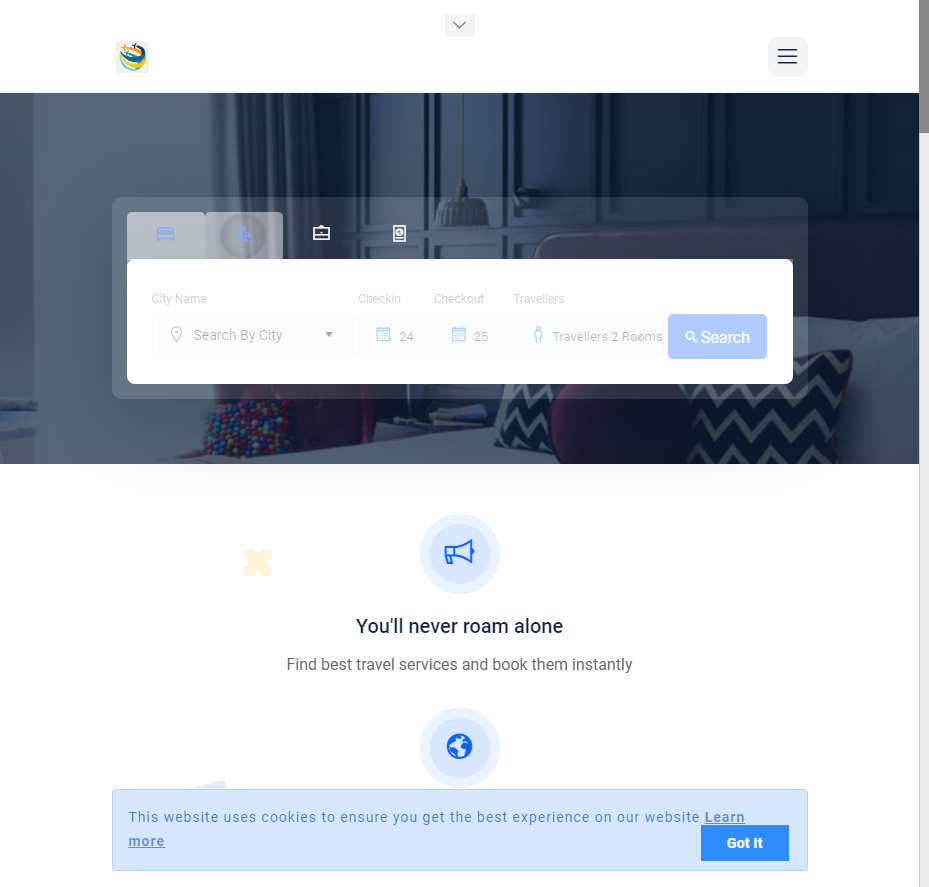 City Name
Checkin
Checkout
Travellers
Search By City
24
25
Travellers 2 Rooms
Search
You'll never roam alone
Find best travel services and book them instantly
This website uses cookies to ensure you get the best experience on our website Learn
more
Got It